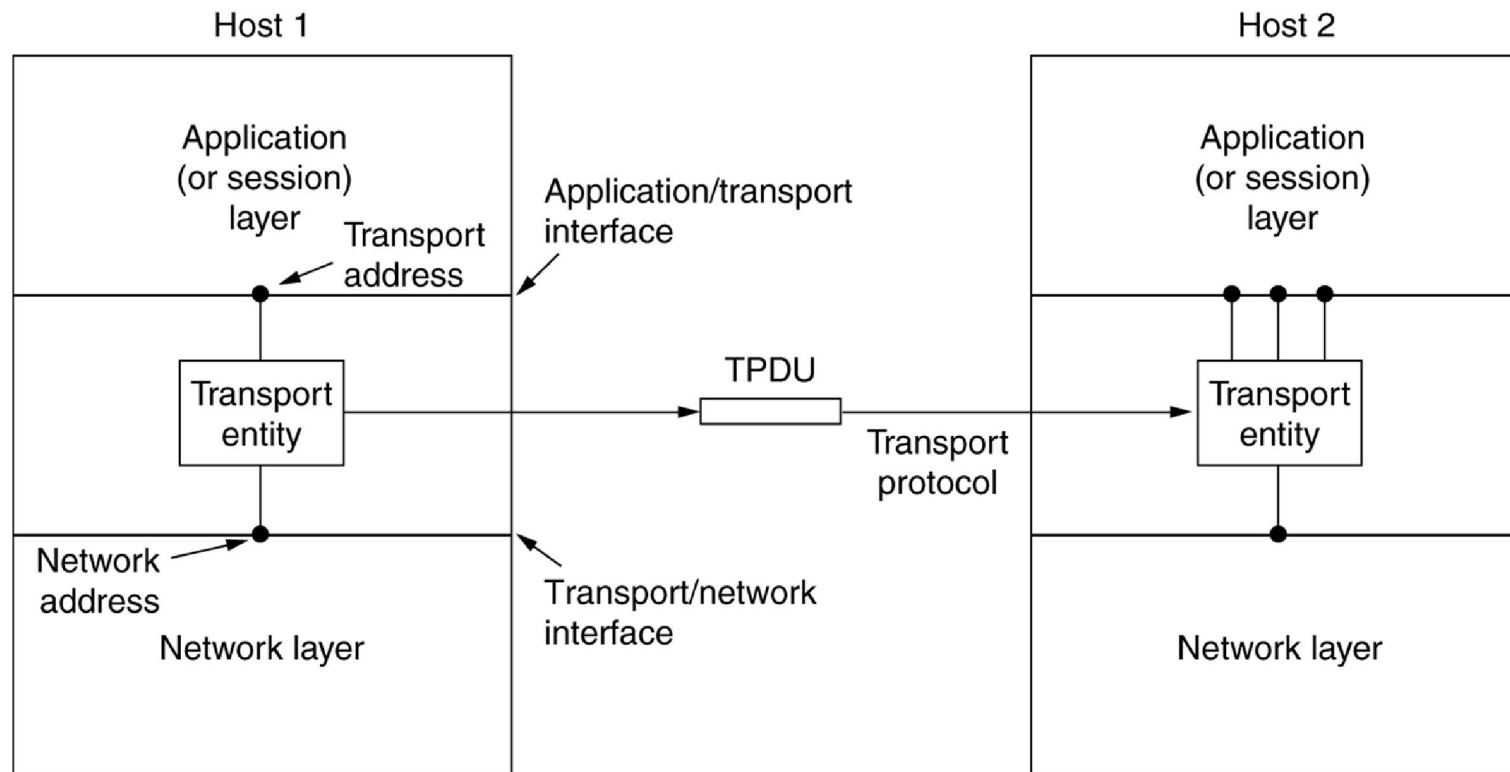 Host 1
Host 2
Application
(or session)
layer
Transport
address
Application/transport
interface
Application
(or session)
layer
Transport
entity
TPDU
Transport
protocol
Transport
entity
Network
address
Transport/network
interface
Network layer
Network layer